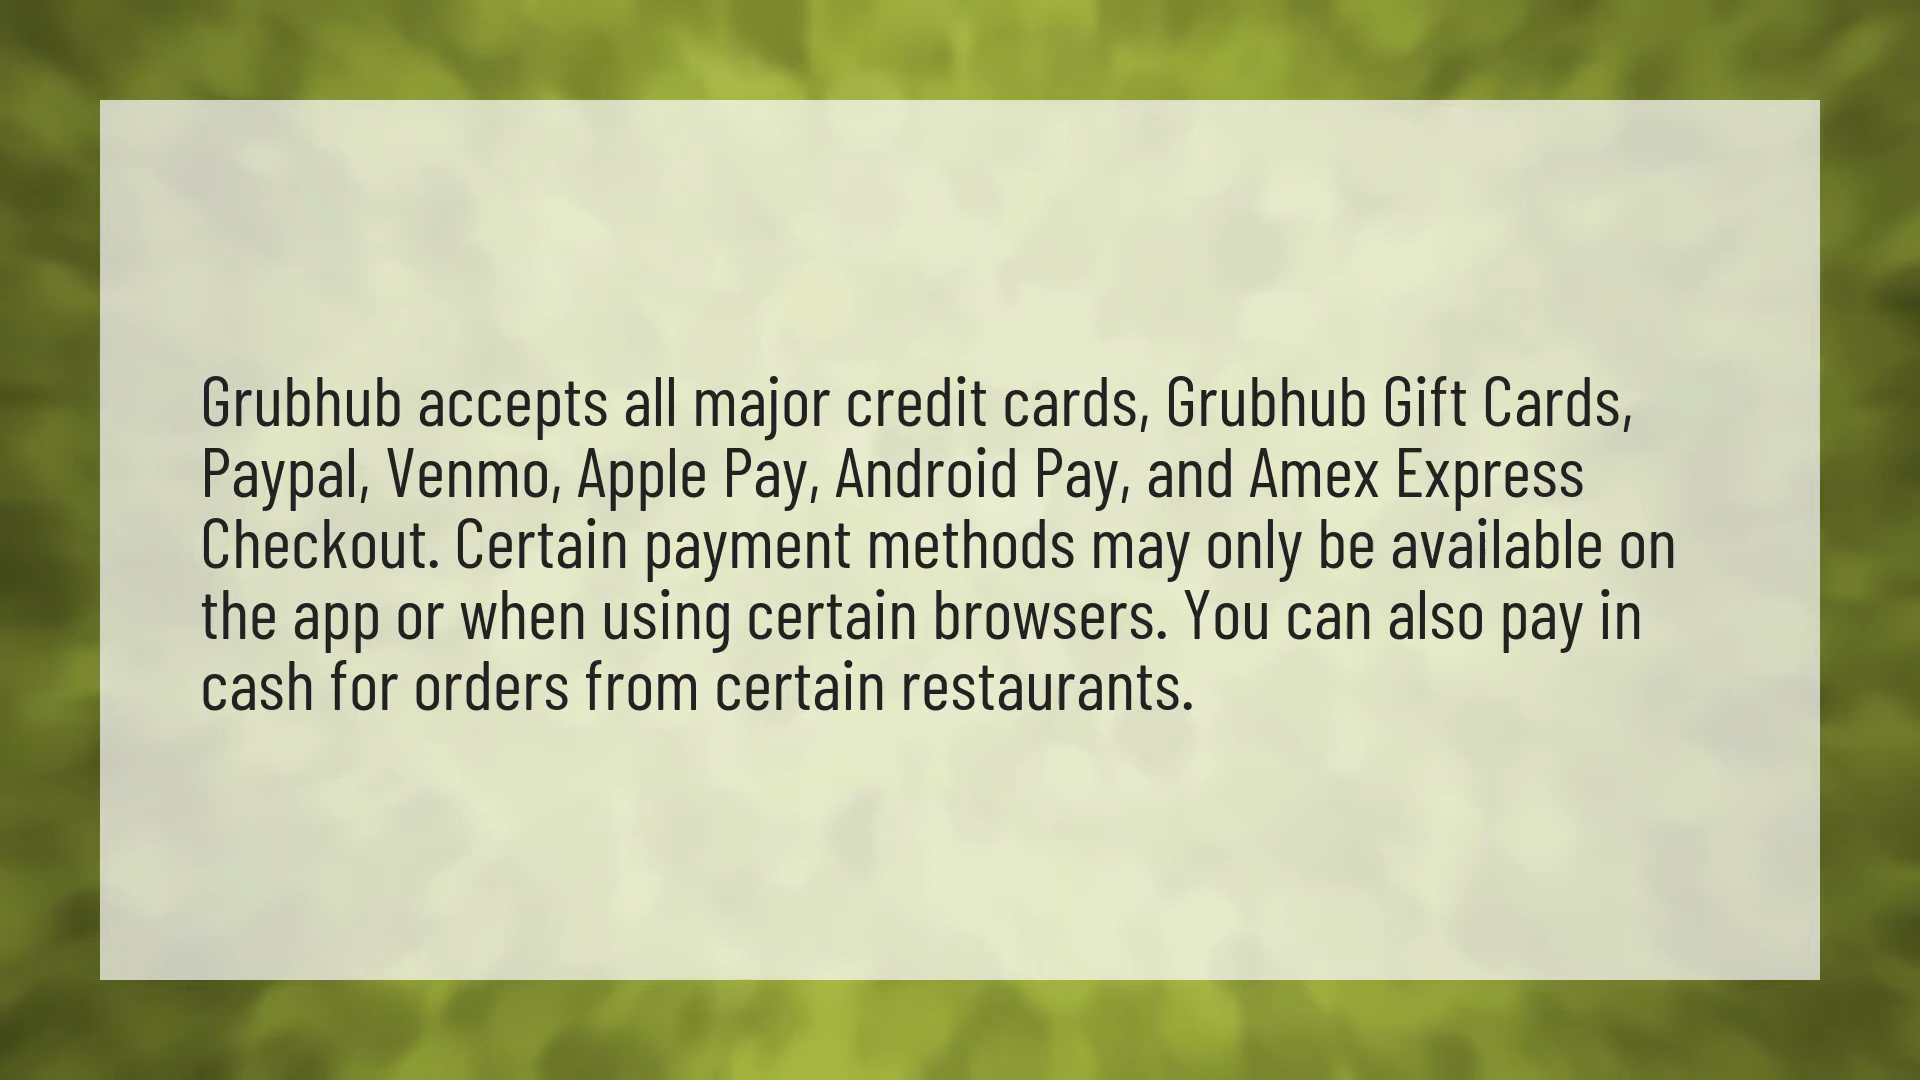 Grubhub accepts all major credit cards, Grubhub Gift Cards,
Paypal, Venmo, Apple Pay, Android Pay, and Amex Express
Checkout. Certain payment methods may only be available on
the app or when using certain browsers. You can also pay in
cash for orders from certain restaurants.